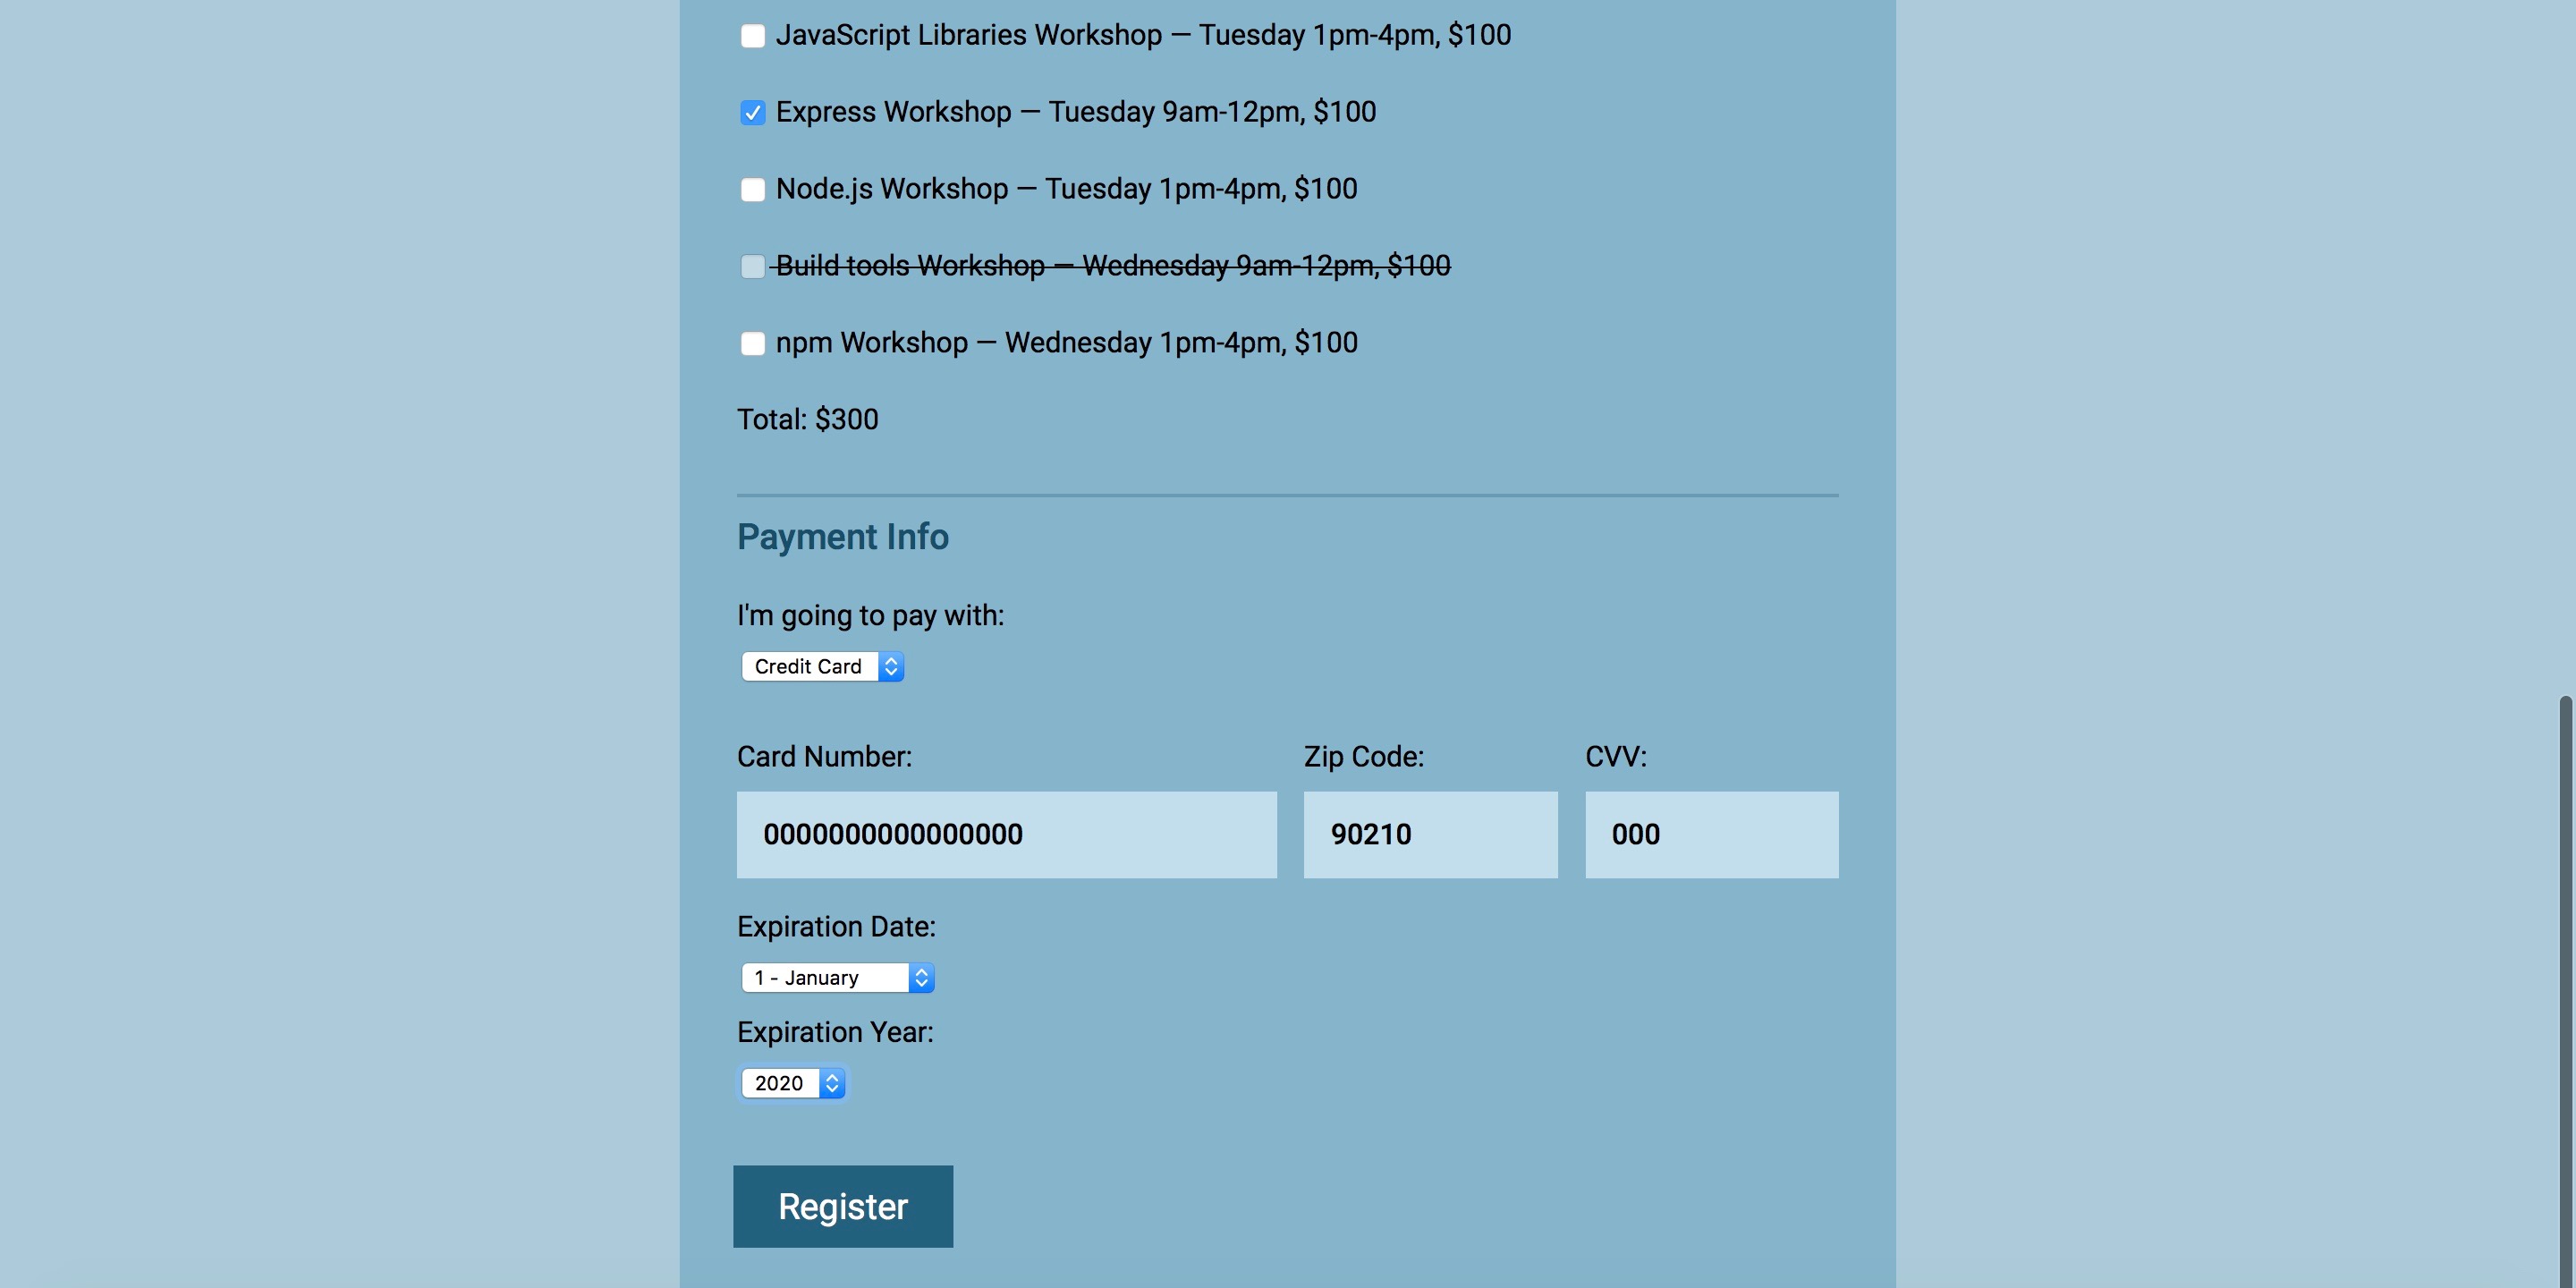 JavaScript Libraries Workshop — Tuesday 1pm-4pm, $100
Express Workshop — Tuesday 9am-12pm, $100
Node.js Workshop — Tuesday 1pm-4pm, $100
Build tools Workshop — Wednesday 9am-12pm, $100
npm Workshop — Wednesday 1pm-4pm, $100
Total: $300
Payment Info
I'm going to pay with:
Credit Card
Card Number: Zip Code: CVV:
0000000000000000 90210 000
Expiration Date:
1 - January
Expiration Year:
2020
Register